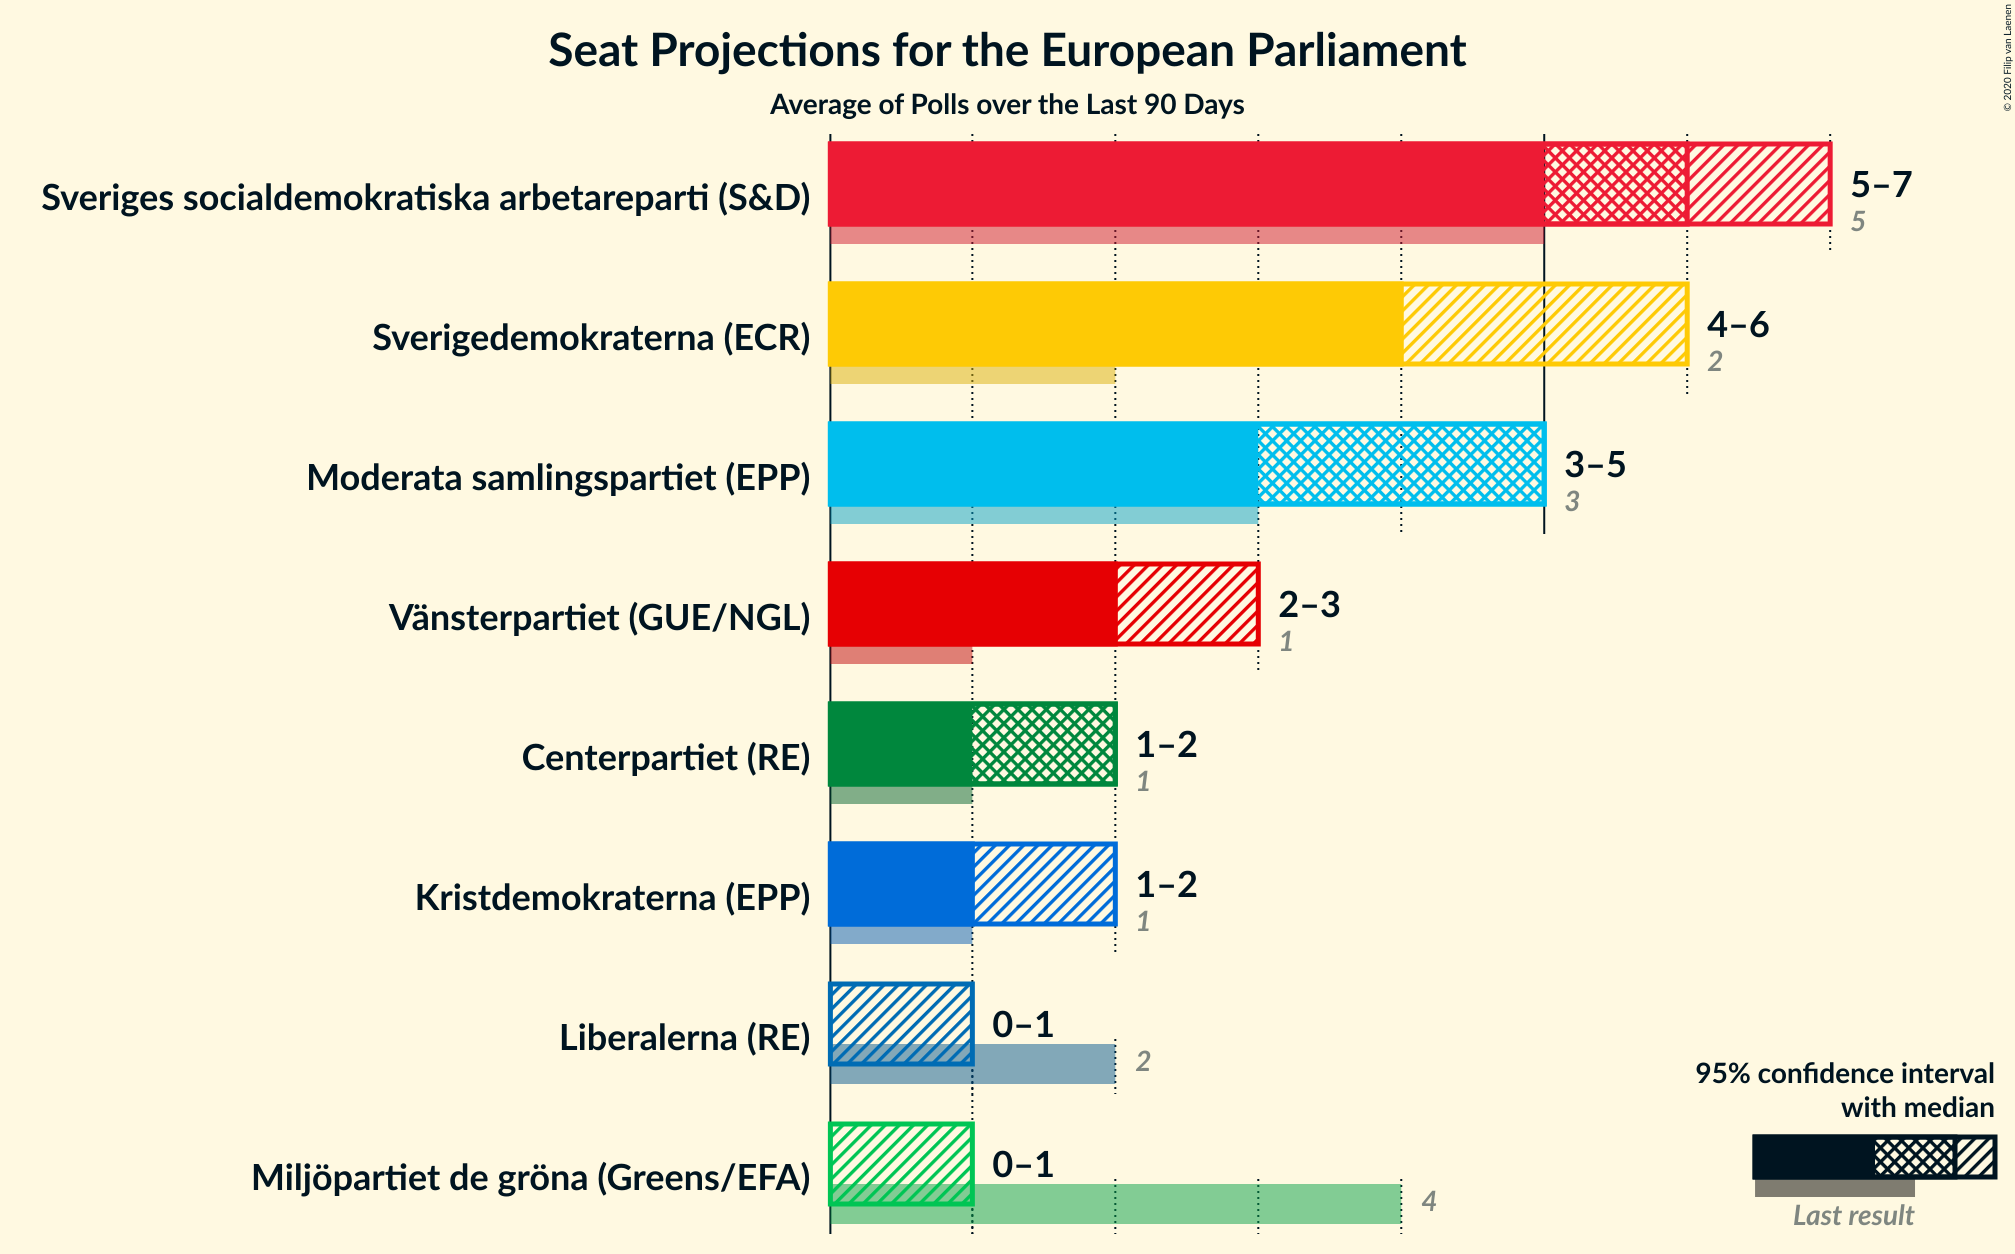 Seat Projections for the European Parliament
Average of Polls over the Last 90 Days
© 2020 Filip van Laenen
Sveriges socialdemokratiska arbetareparti (S&D)
5–7
5
Sverigedemokraterna (ECR)
4–6
2
Moderata samlingspartiet (EPP)
3–5
3
Vänsterpartiet (GUE/NGL)
2–3
1
Centerpartiet (RE)
1–2
1
Kristdemokraterna (EPP)
1–2
1
Liberalerna (RE)
0–1
2
Miljöpartiet de gröna (Greens/EFA)
0–1
4
95% confidence interval
with median
Last result